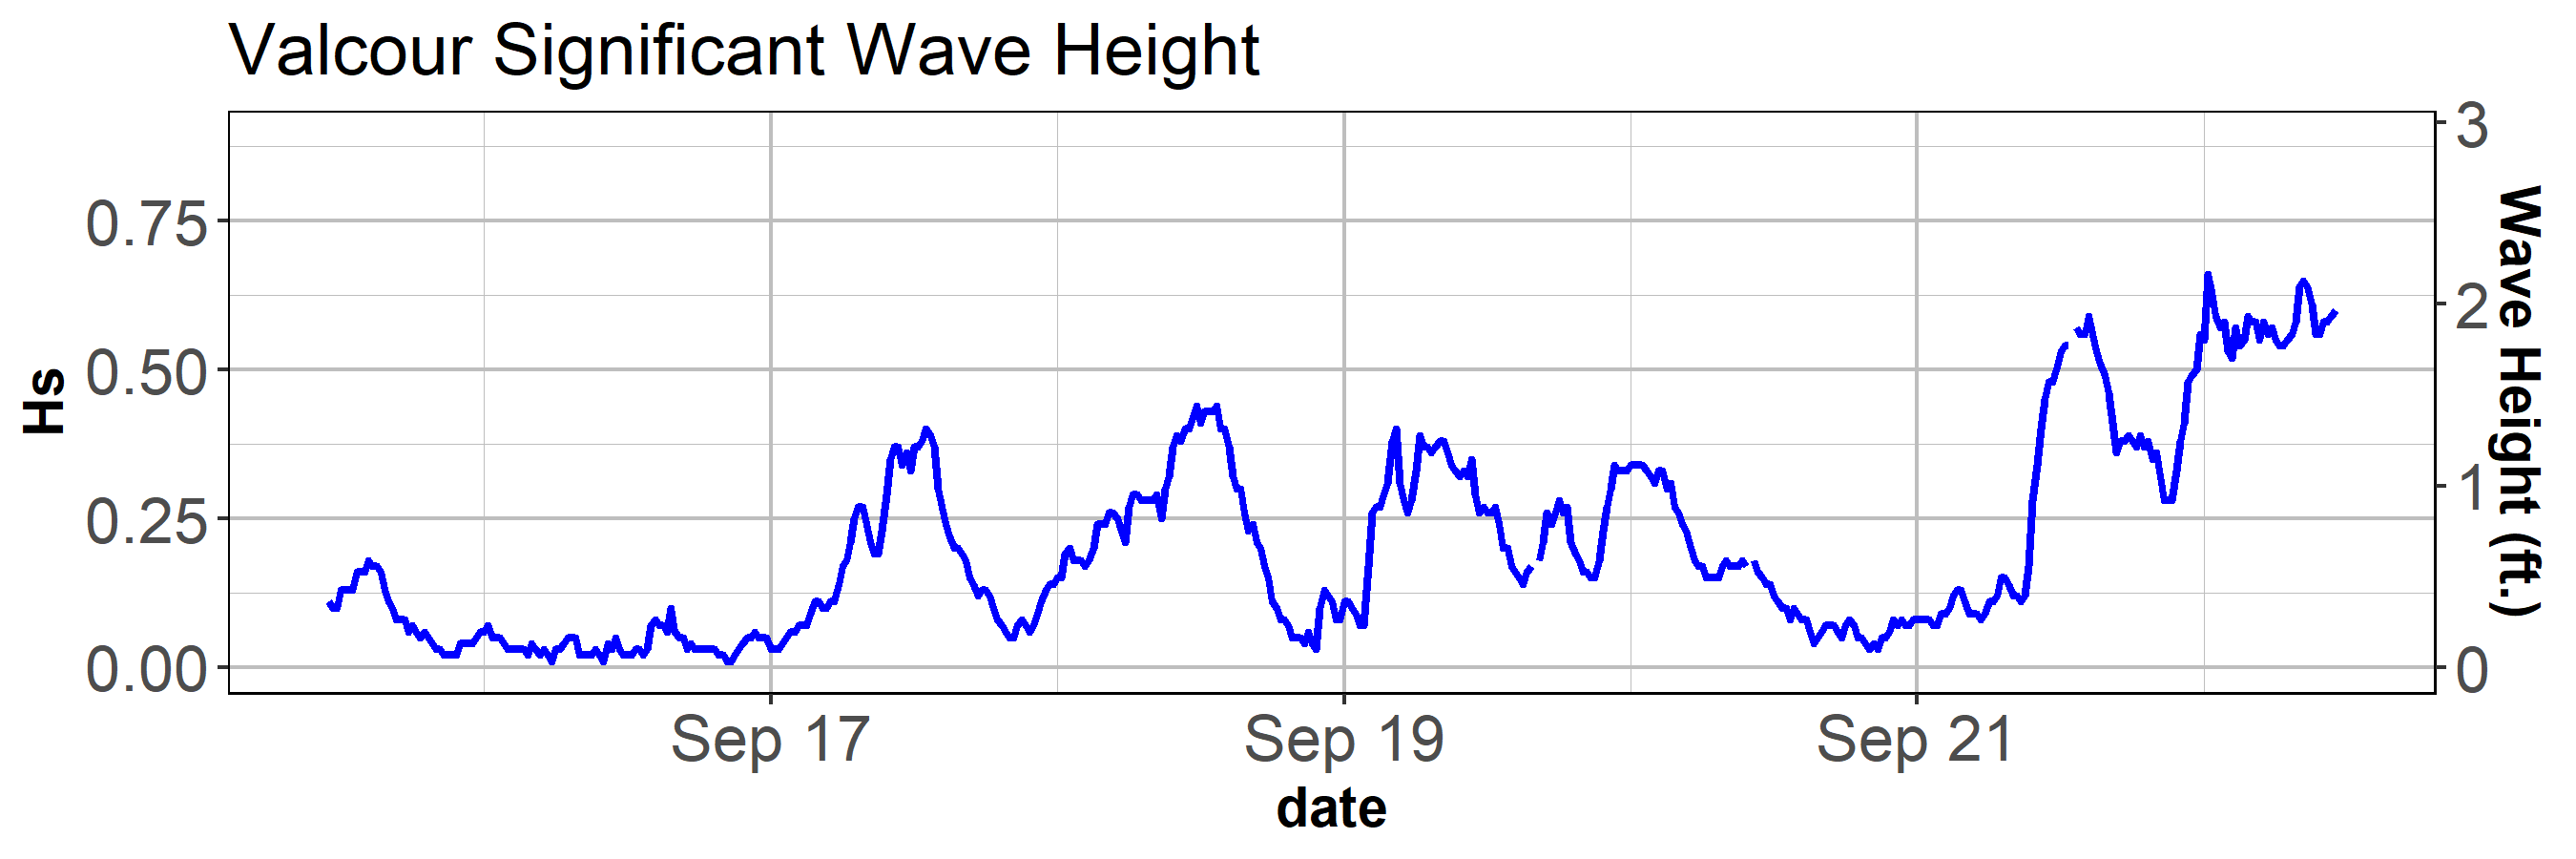 Valcour Significant Wave Height
Hs
0.75
0.50
0.25
0.00
3
2
1
0
Wave Height (ft.)
Sep 17
Sep 19
Sep 21
date